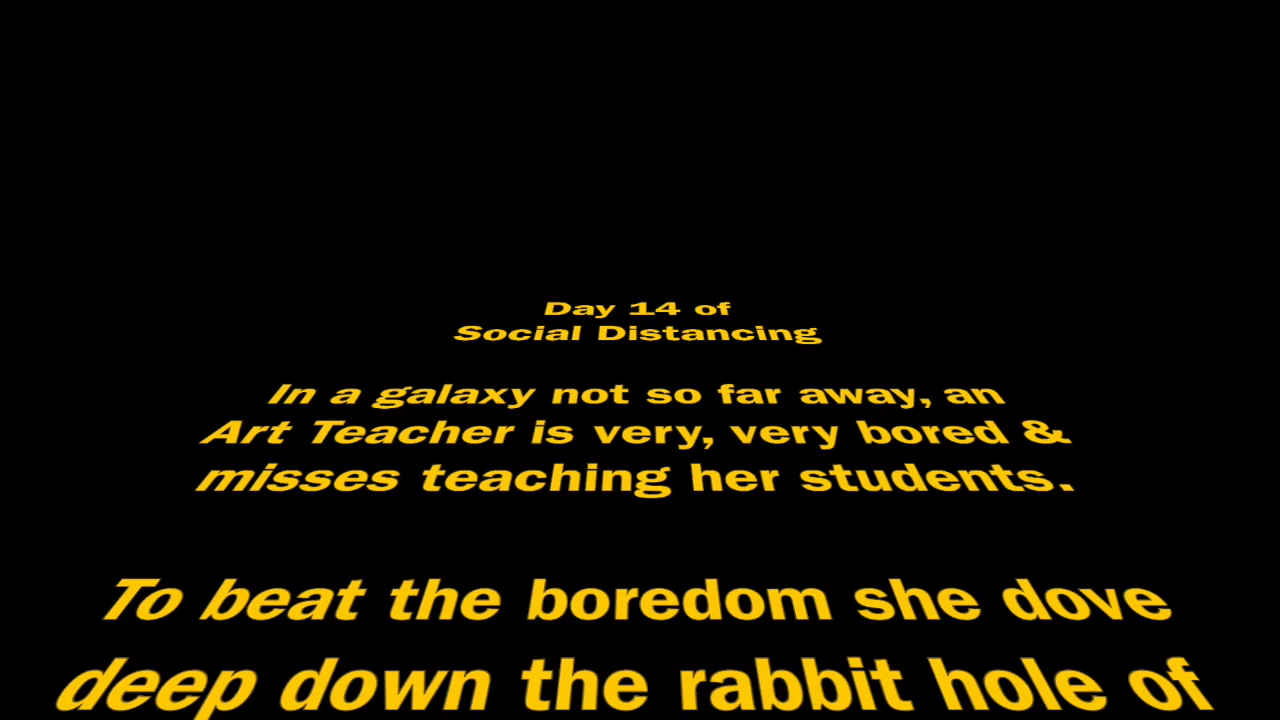 Day 14 of
Social Distancing
In a galaxy not so far away, an
Art Teacher is very, very bored &
misses teaching her students.
To beat the boredom she dove
deep down the rabbit hole of